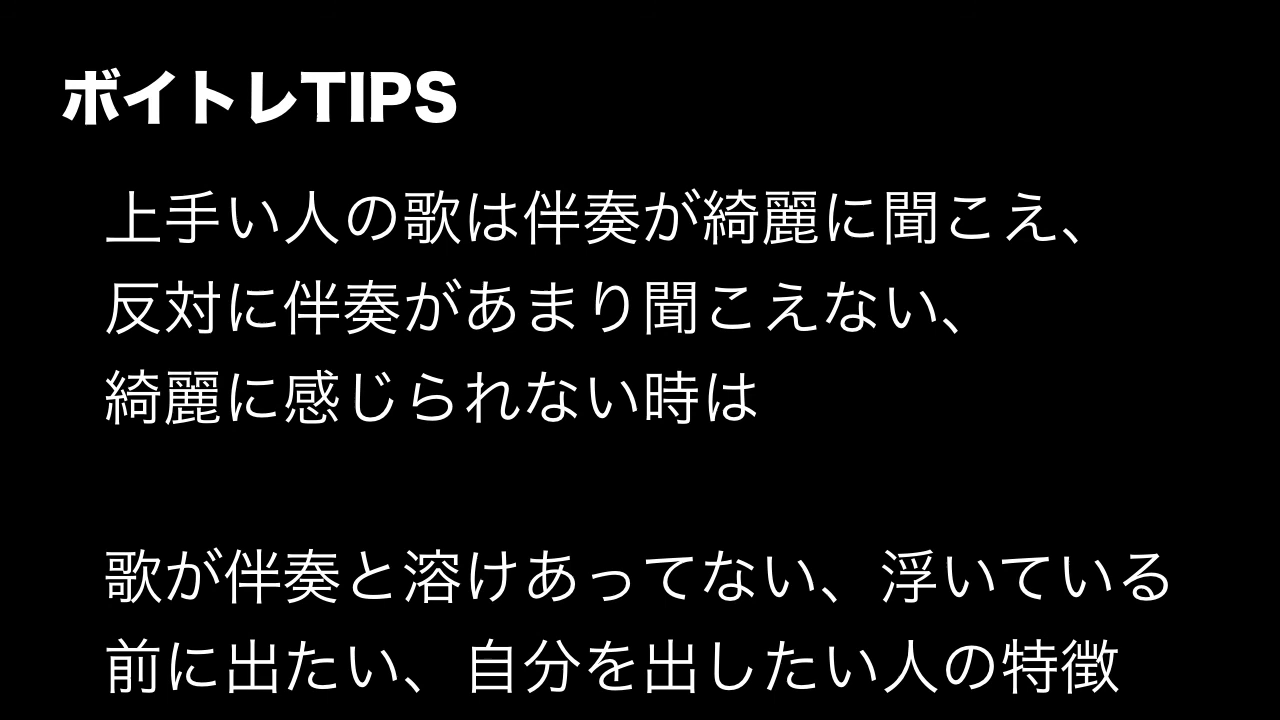 ボイトレTIPS
上手い人の歌は伴奏が綺麗に聞こえ、
反対に伴奏があまり聞こえない、
綺麗に感じられない時は
歌が伴奏と溶けあってない、浮いている
前に出たい、自分を出したい人の特徴